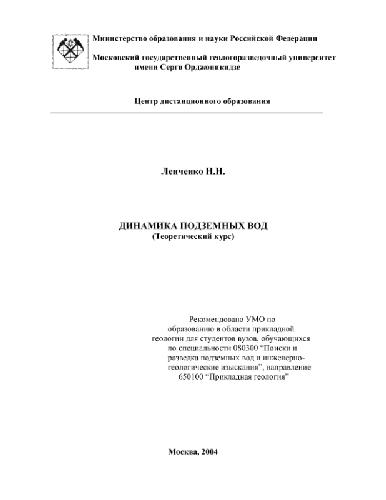 Министерство образования и науки Российской Федерации
Московский государственный геологоразведочный университет
имени Серго Орджоникидзе
Центр дистанционного образования
Ленченко Н.Н.
ДИНАМИКА ПОДЗЕМНЫХ ВОД
(Теоретический курс)
Рекомендовано УМО по
образованию в области прикладной
геологии для студентов вузов, обучающихся
по специальности 080300 “Поиски и
разведка подземных вод и инженерно-
геологические изыскания”, направление
650100 “Прикладная геология”
Москва, 2004